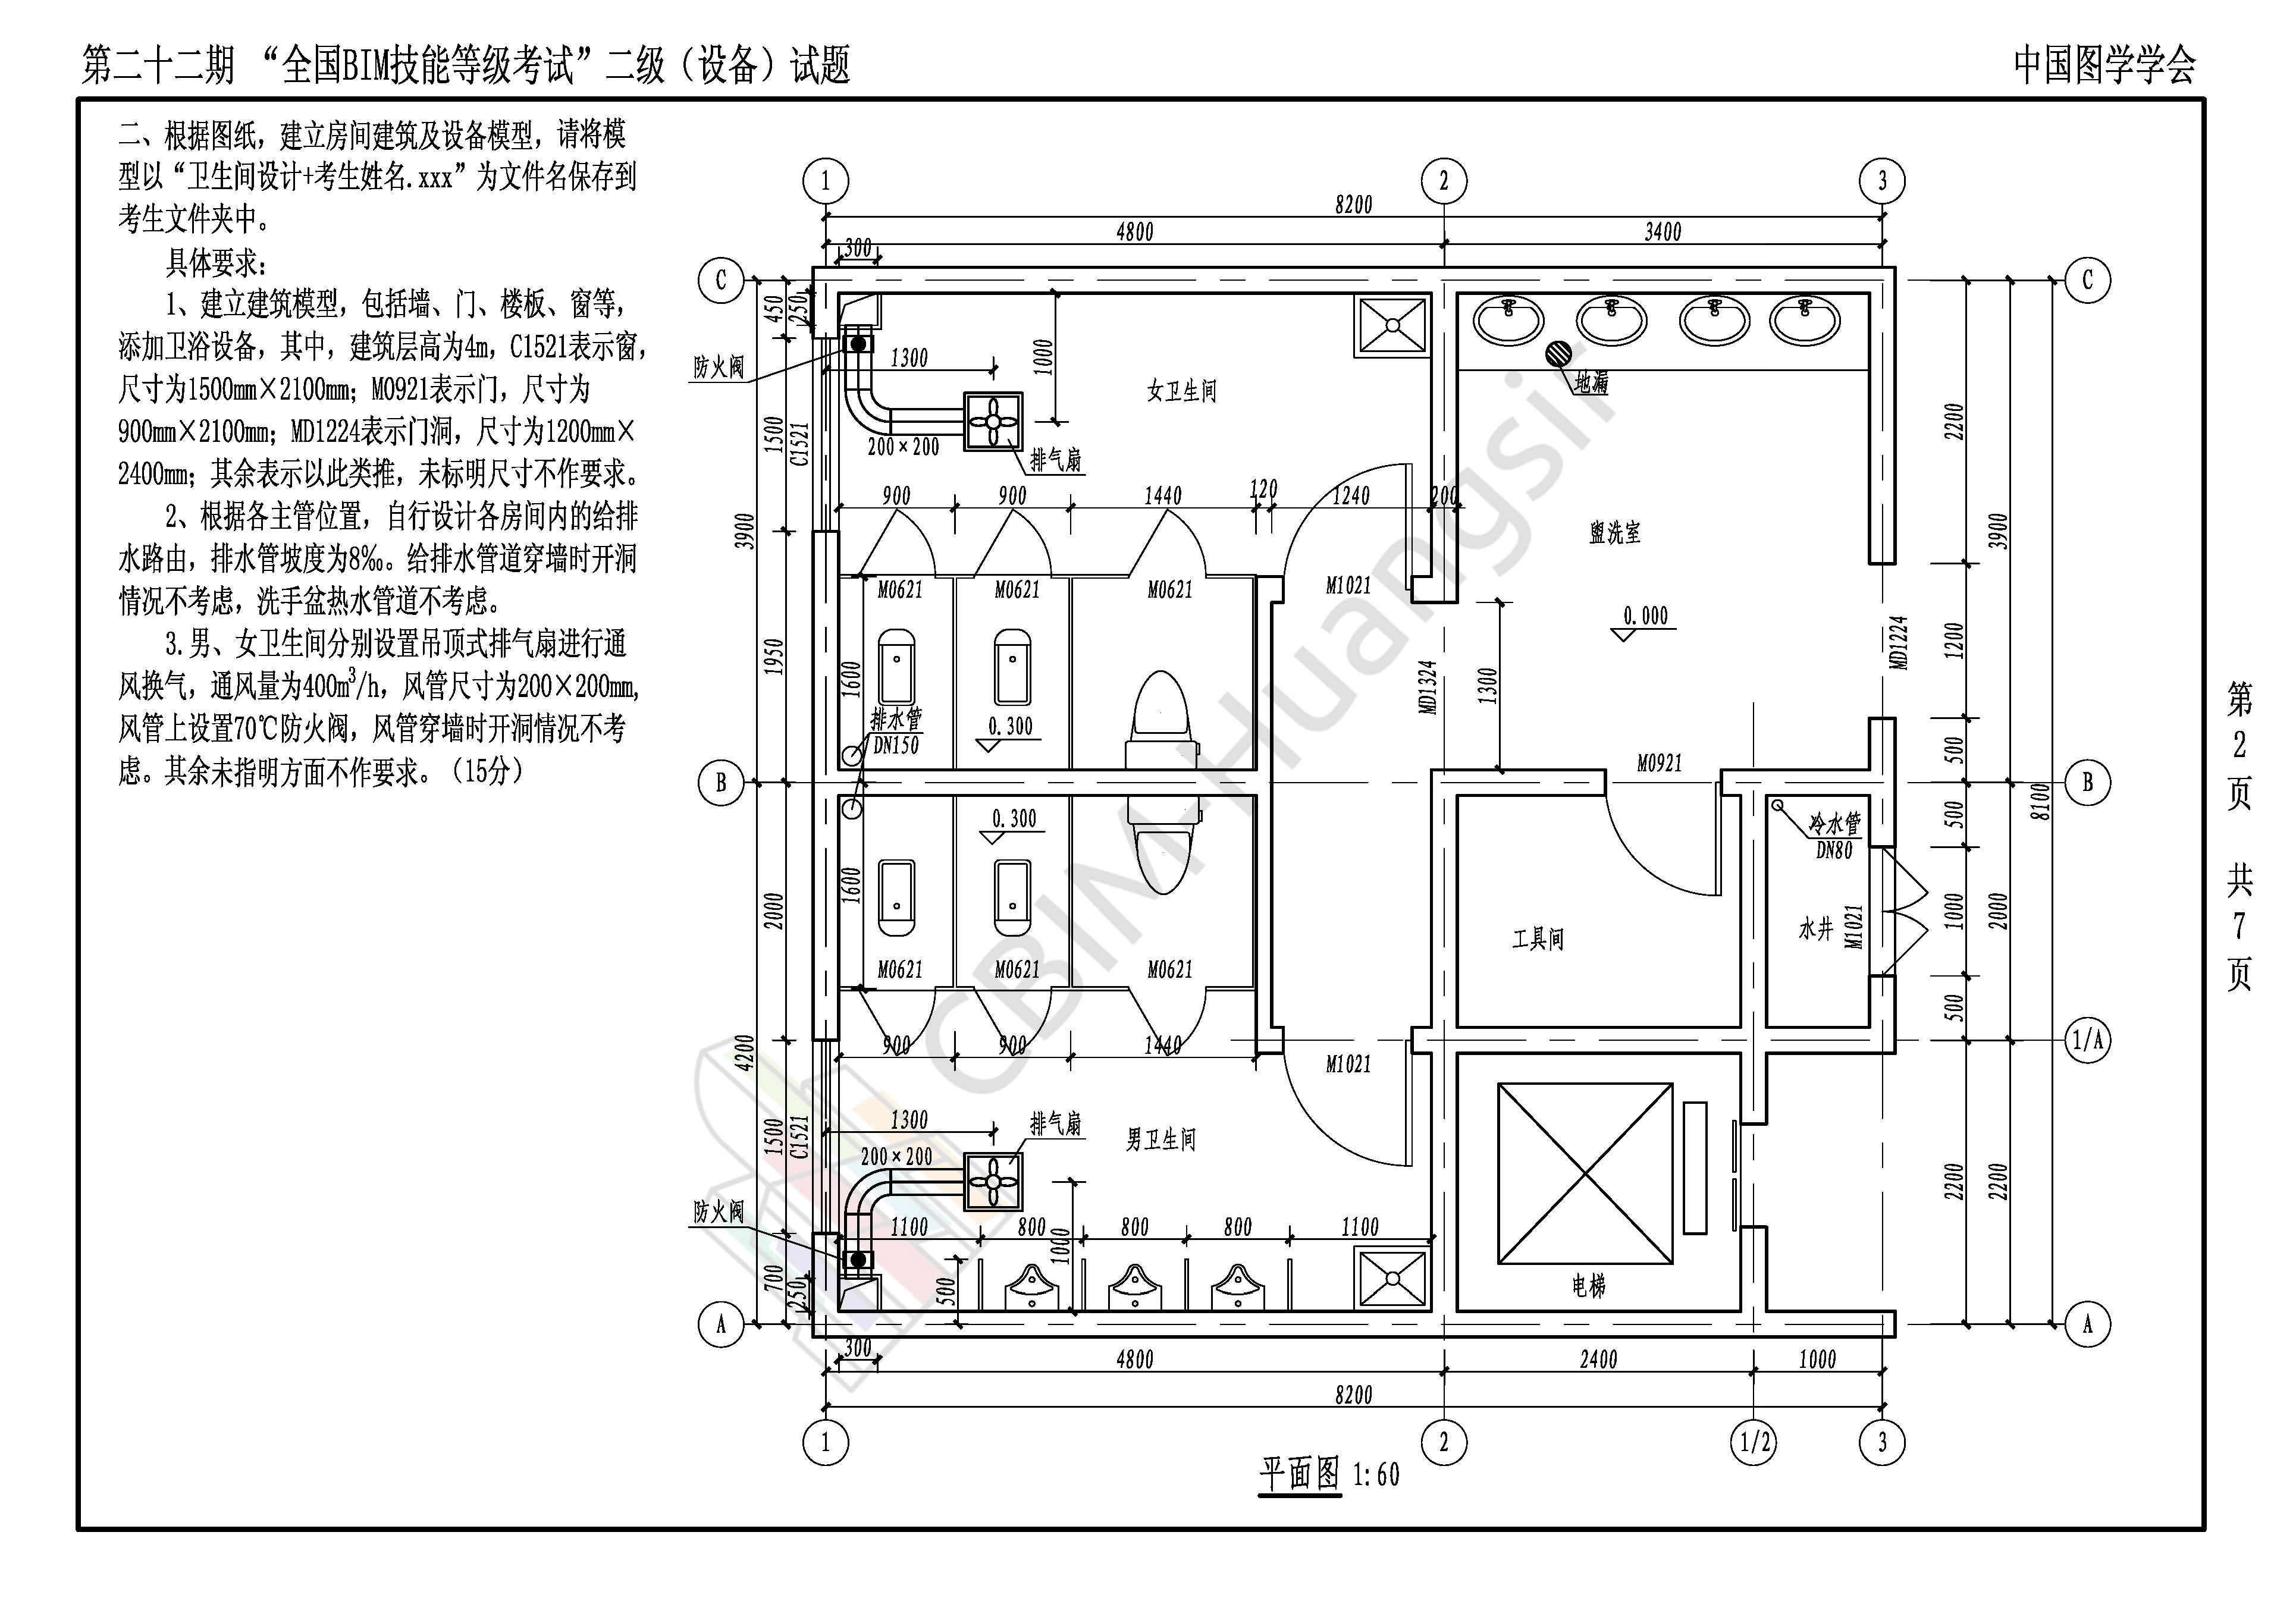 第二十二期 “全国BIM技能等级考试”二级（设备）试题
中国图学学会
二、根据图纸，建立房间建筑及设备模型，请将模
型以“卫生间设计+考生姓名.xxx”为文件名保存到
考生文件夹中。
具体要求：
1、建立建筑模型，包括墙、门、楼板、窗等，
添加卫浴设备，其中，建筑层高为4m，C1521表示窗，
尺寸为1500mm×2100mm；M0921表示门，尺寸为
900mm×2100mm；MD1224表示门洞，尺寸为1200mm×
2400mm；其余表示以此类推，未标明尺寸不作要求。
2、根据各主管位置，自行设计各房间内的给排
水路由，排水管坡度为8‰。给排水管道穿墙时开洞
情况不考虑，洗手盆热水管道不考虑。
3.男、女卫生间分别设置吊顶式排气扇进行通
风换气，通风量为400m³/h，风管尺寸为200×200mm,
风管上设置70℃防火阀，风管穿墙时开洞情况不考
虑。其余未指明方面不作要求。（15分）
1
2
3
8200
4800
3400
300
C
C
450
250
防火阀
1300
1000
女卫生间
地漏
200×200
排气扇
1500
C1521
2200
3900
900
900
1440
120
1240
200
盥洗室
3900
M0621
M0621
M0621
M1021
0.000
1950
1600
1300
MD1324
MD1224
1200
排水管
DN150
0.300
500
B
M0921
B
8100
0.300
冷水管
DN80
500
1600
2000
工具间
水井
M1021
1000
2000
M0621
M0621
M0621
500
4200
900
900
1440
M1021
1/A
1300
排气扇
男卫生间
200×200
1500
C1521
2200
2200
防火阀
1100
800
800
800
1100
1000
500
700
250
电梯
A
A
300
4800
2400
1000
8200
1
2
1/2
3
平面图 1:60
第
2
页
共
7
页
CBIM-Huangsir